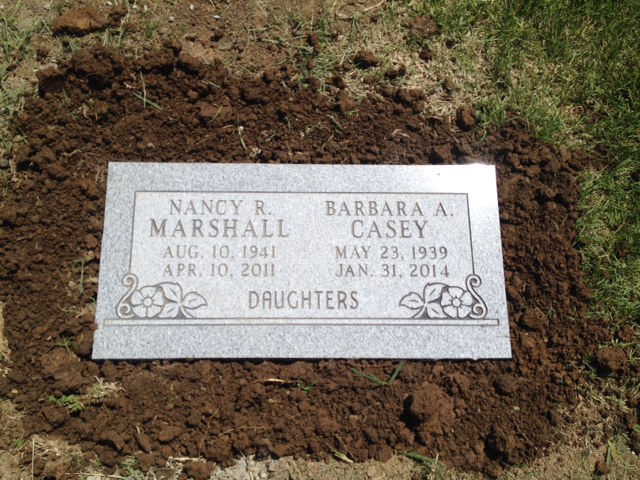 NANCY R.
MARSHALL
AUG. 10, 1941
APR. 10, 2011
BARBARA A.
CASEY
MAY 23, 1939
JAN. 31, 2014
DAUGHTERS